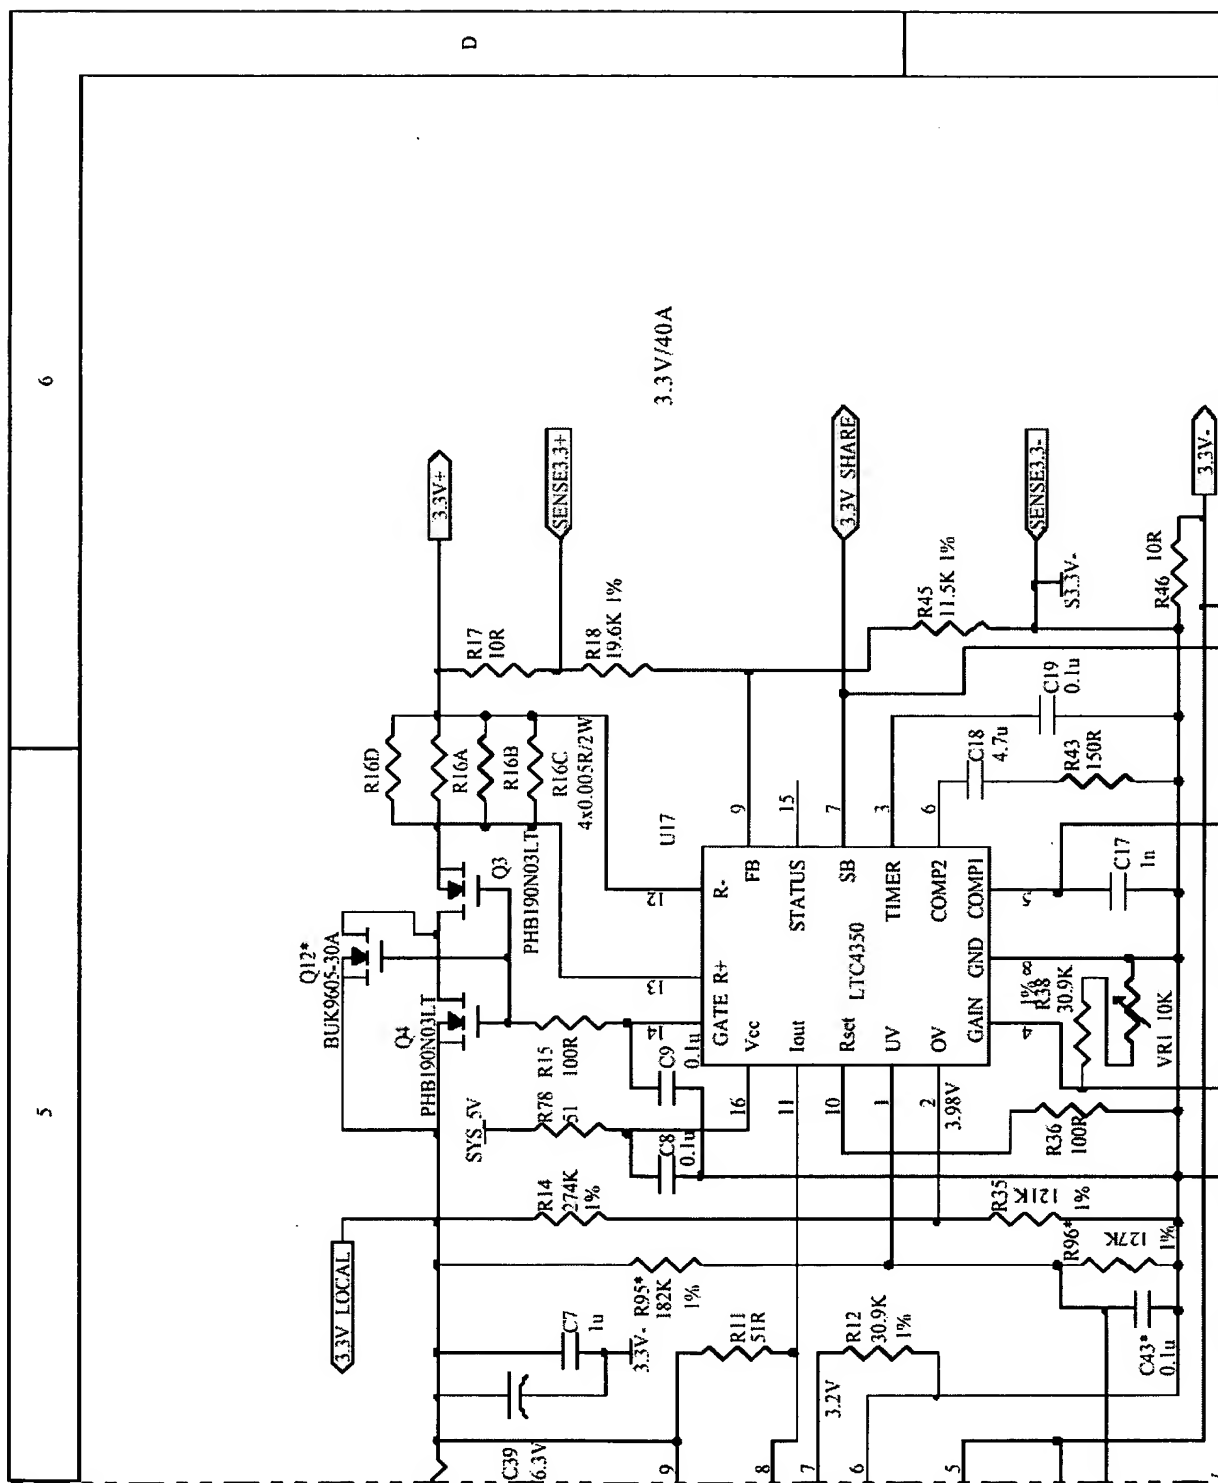 D
6
5
3.3V/40A
3.3V+
SENSE3.3+
3.3V SHARE
SENSE3.3-
3.3V-
R17
10R
R18
19.6K 1%
R45
11.5K 1%
S3.3V-
R46
10R
R16D
R16A
R16B
R16C
4x0.005R/2W
C19
0.1u
C18
4.7u
R43
150R
U17
9
15
7
3
6
12
R-
FB
STATUS
SB
TIMER
COMP2
COMP1
5
C17
1n
Q3
PHB190N03LT
Q12*
BUK9605-30A
Q4
PHB190N03LT
13
R+
LTC4350
GND
8
1%
R38
30.9K
14
GATE
Vcc
Iout
Rset
UV
OV
GAIN
4
VR1 10K
R15
100R
C9
0.1u
SYS_5V
R78
51
C8
0.1u
16
11
10
1
2
3.98V
R36
100R
R14
274K
1%
R35
121K
1%
3.3V LOCAL
R95*
182K
1%
R96*
127K
1%
C7
1u
3.3V-
R11
51R
R12
30.9K
1%
C43*
0.1u
C39
6.3V
3.2V
9
8
7
6
5